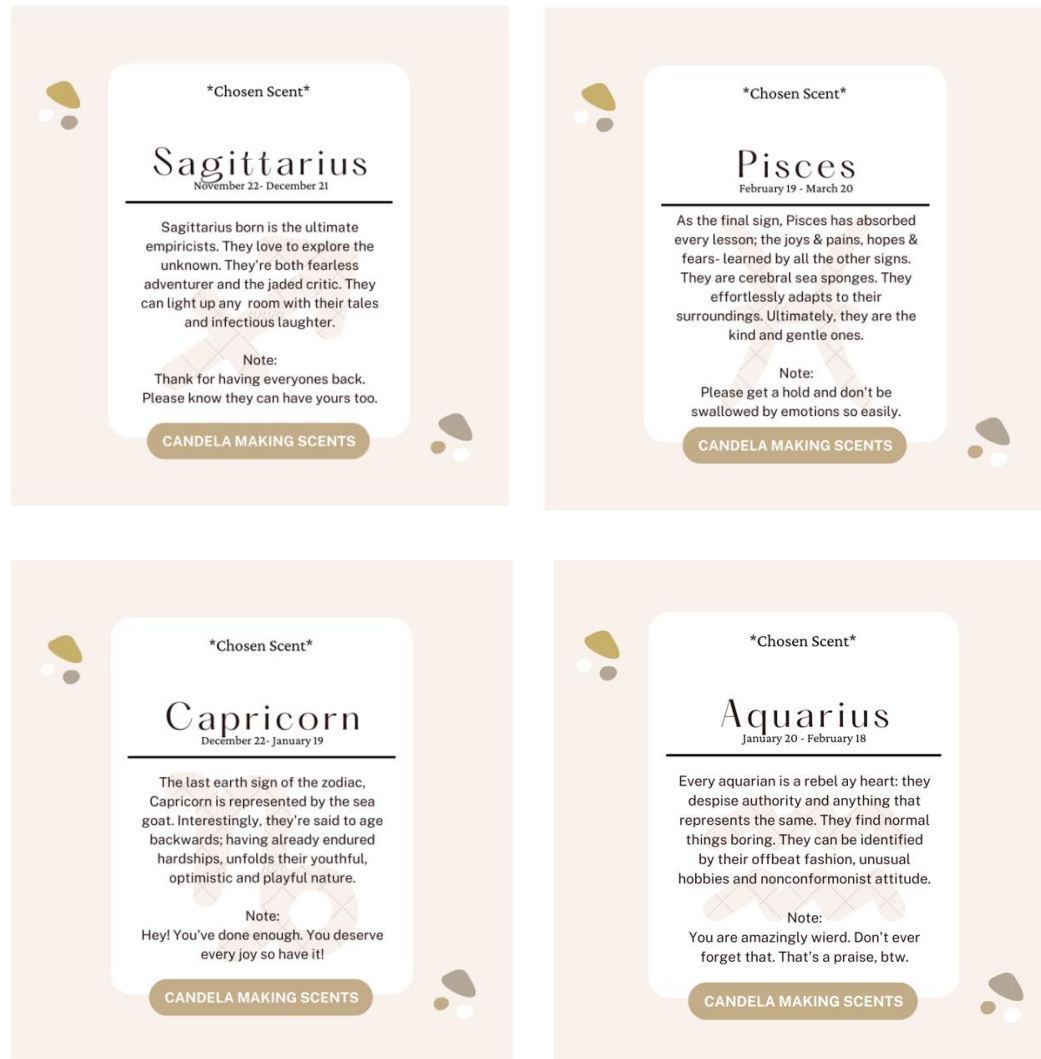 *Chosen Scent*
Sagittarius
November 22- December 21
Sagittarius born is the ultimate
empiricists. They love to explore the
unknown. They're both fearless
adventurer and the jaded critic. They
can light up any  room with their tales
and infectious laughter.
Note:
Thank for having everyones back.
Please know they can have yours too.
CANDELA MAKING SCENTS
*Chosen Scent*
Pisces
February 19 - March 20
As the final sign, Pisces has absorbed
every lesson; the joys & pains, hopes &
fears- learned by all the other signs.
They are cerebral sea sponges. They
effortlessly adapts to their
surroundings. Ultimately, they are the
kind and gentle ones.
Note:
Please get a hold and don't be
swallowed by emotions so easily.
CANDELA MAKING SCENTS
*Chosen Scent*
Capricorn
December 22- January 19
The last earth sign of the zodiac,
Capricorn is represented by the sea
goat. Interestingly, they're said to age
backwards; having already endured
hardships, unfolds their youthful,
optimistic and playful nature.
Note:
Hey! You've done enough. You deserve
every joy so have it!
CANDELA MAKING SCENTS
*Chosen Scent*
Aquarius
January 20 - February 18
Every aquarian is a rebel ay heart: they
despise authority and anything that
represents the same. They find normal
things boring. They can be identified
by their offbeat fashion, unusual
hobbies and nonconformonist attitude.
Note:
You are amazingly wierd. Don't ever
forget that. That's a praise, btw.
CANDELA MAKING SCENTS